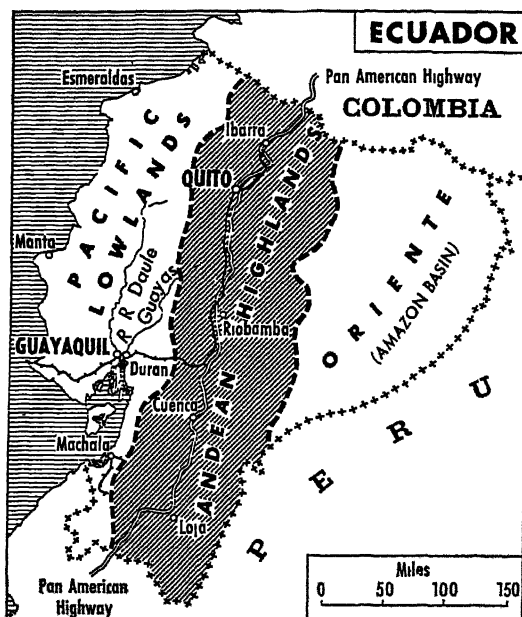 ECUADOR
Pan American Highway
Esmeraldas
COLOMBIA
Ibarra
PACIFIC
LOWLANDS
QUITO
Manta
R Daule
R Guayas
ANDEAN HIGHLANDS
ORIENTE
(AMAZON BASIN)
Riobamba
GUAYAQUIL
Duran
Cuenca
Machala
PERU
Loja
Pan American
Highway
Miles
0 50 100 150